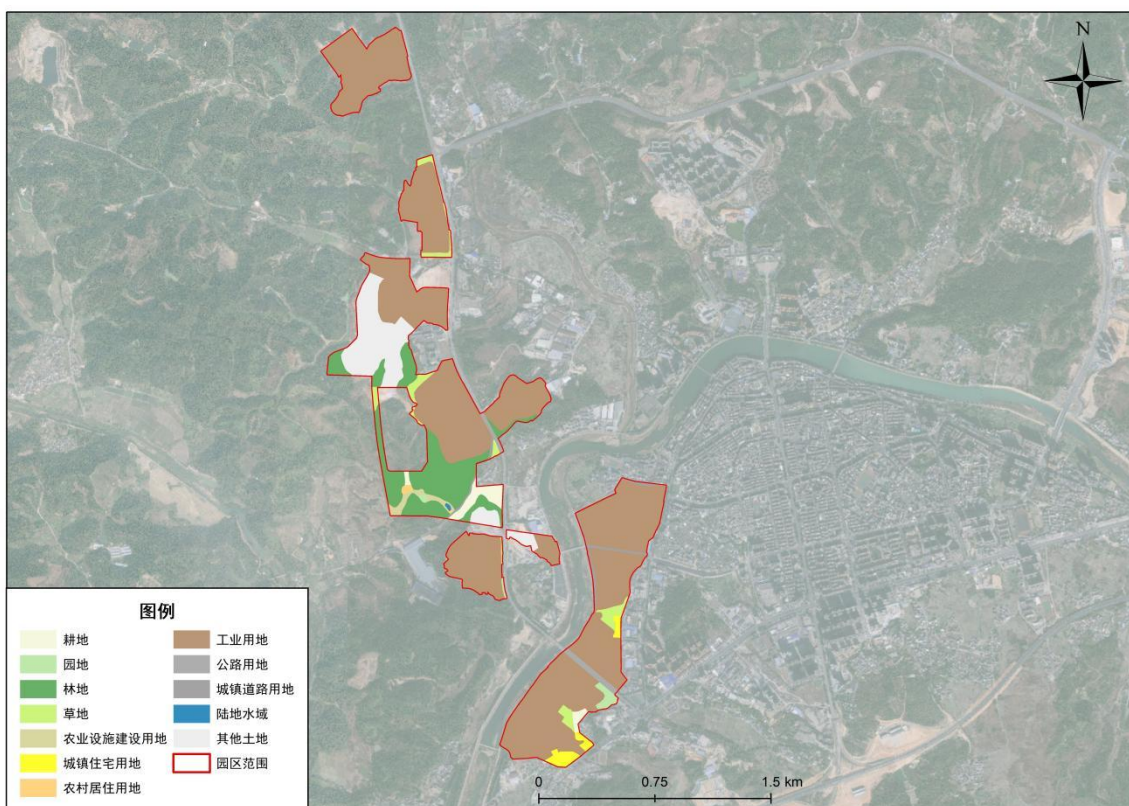 N
图例
耕地
园地
林地
草地
农业设施建设用地
城镇住宅用地
农村居住用地
工业用地
公路用地
城镇道路用地
陆地水域
其他土地
园区范围
0 0.75 1.5 km